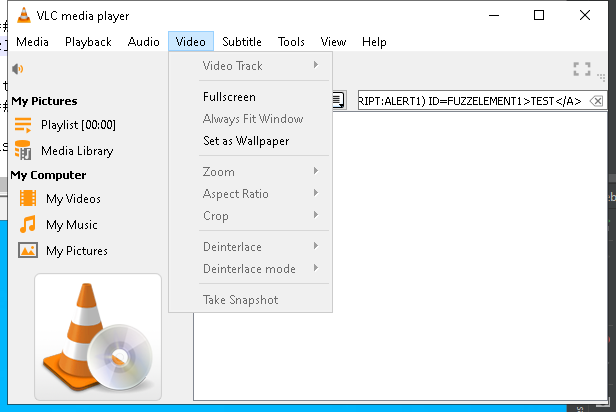 VLC media player
Media Playback Audio Video Subtitle Tools View Help
My Pictures
Playlist [00:00]
Media Library
My Computer
My Videos
My Music
My Pictures
Video Track
Fullscreen
Always Fit Window
Set as Wallpaper
Zoom
Aspect Ratio
Crop
Deinterlace
Deinterlace mode
Take Snapshot
RIPT:ALERT1) ID=FUZZELEMENT1>TEST</A>